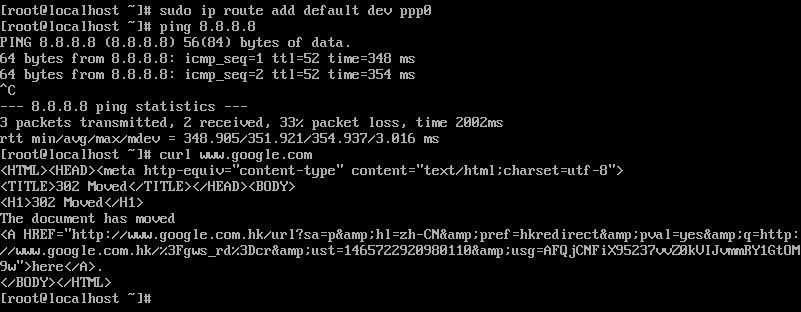 [root@localhost ~]# sudo ip route add default dev ppp0
[root@localhost ~]# ping 8.8.8.8
PING 8.8.8.8 (8.8.8.8) 56(84) bytes of data.
64 bytes from 8.8.8.8: icmp_seq=1 ttl=52 time=348 ms
64 bytes from 8.8.8.8: icmp_seq=2 ttl=52 time=354 ms
^C
--- 8.8.8.8 ping statistics ---
3 packets transmitted, 2 received, 33% packet loss, time 2002ms
rtt min/avg/max/mdev = 348.905/351.921/354.937/3.016 ms
[root@localhost ~]# curl www.google.com
<HTML><HEAD><meta http-equiv="content-type" content="text/html;charset=utf-8">
<TITLE>302 Moved</TITLE></HEAD><BODY>
<H1>302 Moved</H1>
The document has moved
<A HREF="http://www.google.com.hk/url?sa=p&amp;hl=zh-CN&amp;pref=hkredirect&amp;pval=yes&amp;q=http:
//www.google.com.hk/%3Fgws_rd%3Dcr&amp;ust=1465722920980110&amp;usg=AFQjCNFiX95237vvZ0kVIJvmmRY1GtOM
9w">here</A>.
</BODY></HTML>
[root@localhost ~]#